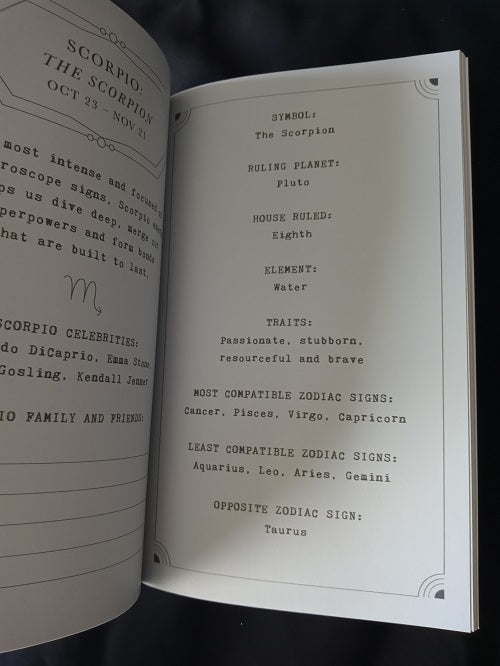 SCORPIO:
THE SCORPION
OCT 23 – NOV 21
most intense and focused
roscope signs, Scorpio
us dive deep, merge our
and form bonds
that are built to last.
SCORPIO CELEBRITIES:
do DiCaprio, Emma Stone,
Gosling, Kendall Jenner
IO FAMILY AND FRIENDS:
SYMBOL:
The Scorpion
RULING PLANET:
Pluto
HOUSE RULED:
Eighth
ELEMENT:
Water
TRAITS:
Passionate, stubborn,
resourceful and brave
MOST COMPATIBLE ZODIAC SIGNS:
Cancer, Pisces, Virgo, Capricorn
LEAST COMPATIBLE ZODIAC SIGNS:
Aquarius, Leo, Aries, Gemini
OPPOSITE ZODIAC SIGN:
Taurus